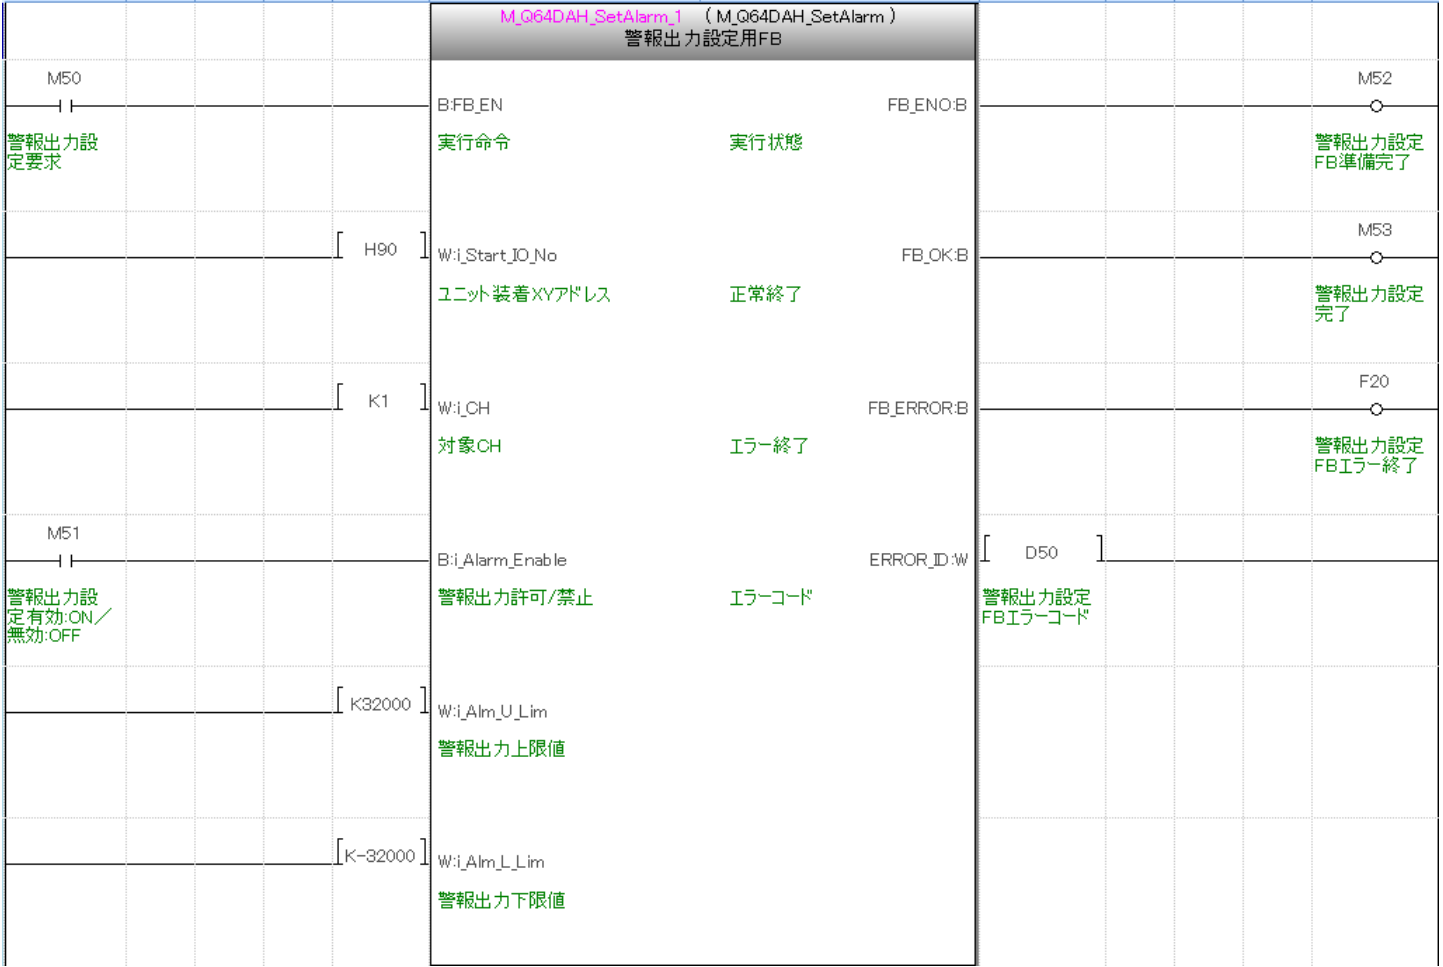 M_Q64DAH_SetAlarm_1 （ M_Q64DAH_SetAlarm ）
警報出力設定用FB
M50
B:FB_EN
FB_ENO:B
M52
警報出力設
定要求
実行命令
実行状態
警報出力設定
FB準備完了
H90
W:i_Start_IO_No
FB_OK:B
M53
ユニット装着XYアドレス
正常終了
警報出力設定
完了
K1
W:i_CH
FB_ERROR:B
F20
対象CH
エラー終了
警報出力設定
FBエラー終了
M51
B:i_Alarm_Enable
ERROR_ID:W
D50
警報出力設
定有効:ON／
無効:OFF
警報出力許可/禁止
エラーコード
警報出力設定
FBエラーコード
K32000
W:i_Alm_U_Lim
警報出力上限値
K-32000
W:i_Alm_L_Lim
警報出力下限値